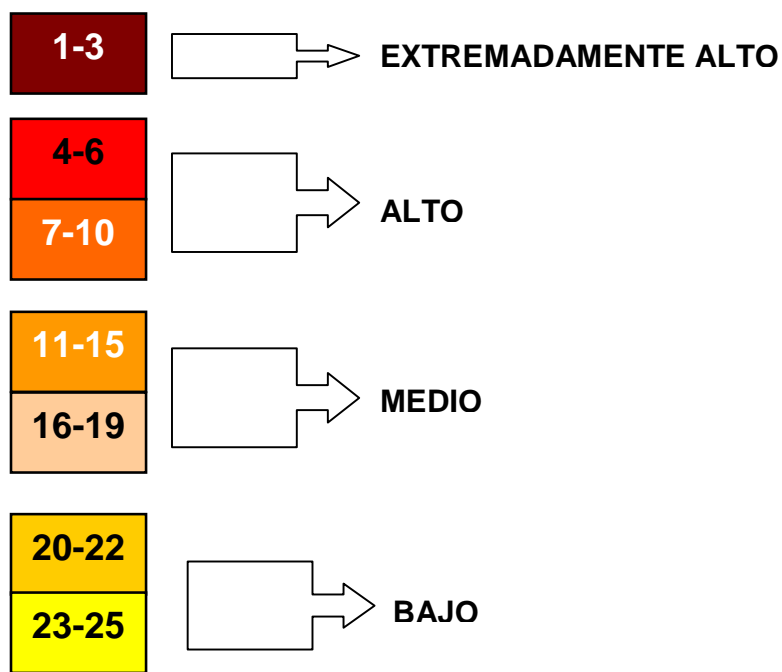 1-3
EXTREMADAMENTE ALTO
4-6
7-10
ALTO
11-15
16-19
MEDIO
20-22
23-25
BAJO